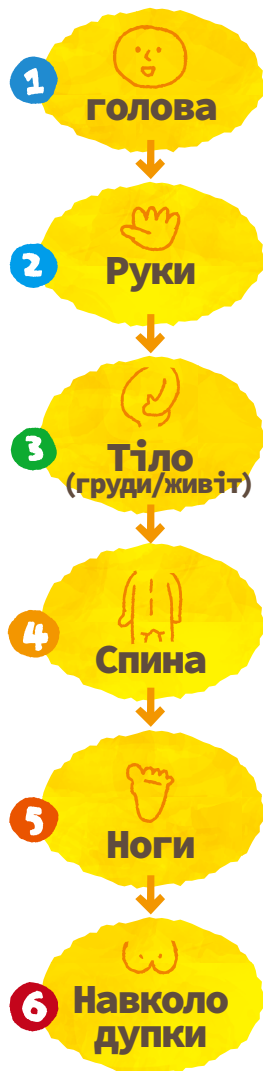 1
голова
2
Руки
3
Тіло
(груди/живіт)
4
Спина
5
Ноги
6
Навколо
дупки